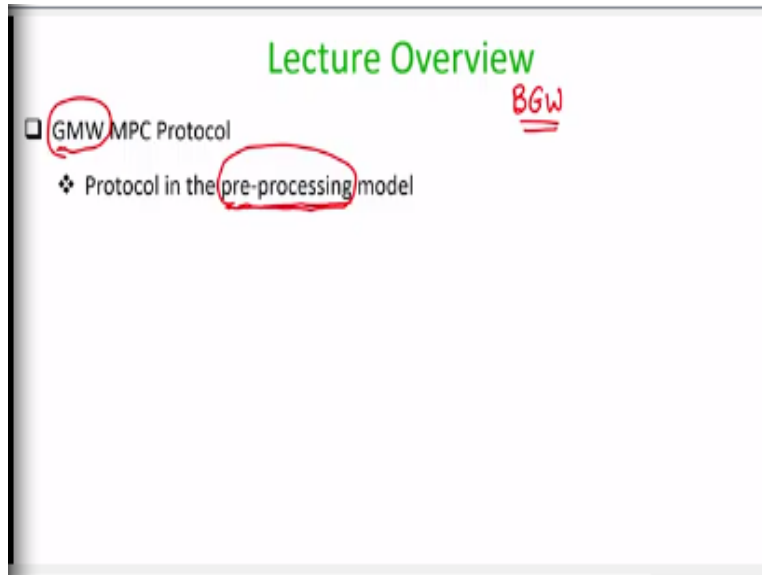 Lecture Overview
BGW
❑ GMW MPC Protocol
❖ Protocol in the pre-processing model